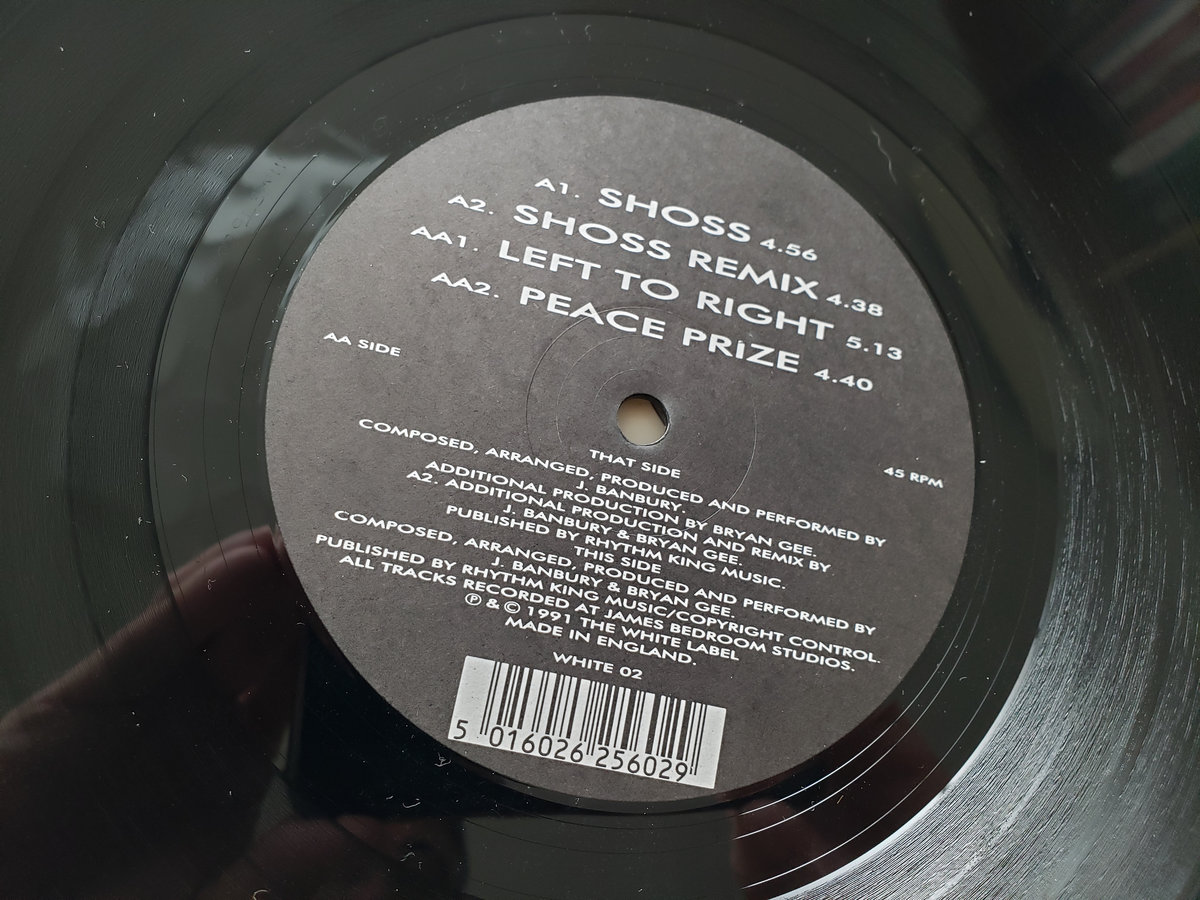 A1. SHOSS 4.56
A2. SHOSS REMIX 4.38
AA1. LEFT TO RIGHT 5.13
AA2. PEACE PRIZE 4.40
AA SIDE
45 RPM
THAT SIDE
COMPOSED, ARRANGED, PRODUCED AND PERFORMED BY
J. BANBURY.
ADDITIONAL PRODUCTION BY BRYAN GEE.
A2. ADDITIONAL PRODUCTION AND REMIX BY
J. BANBURY & BRYAN GEE.
PUBLISHED BY RHYTHM KING MUSIC.
THIS SIDE
COMPOSED, ARRANGED, PRODUCED AND PERFORMED BY
J. BANBURY & BRYAN GEE.
PUBLISHED BY RHYTHM KING MUSIC/COPYRIGHT CONTROL.
ALL TRACKS RECORDED AT JAMES BEDROOM STUDIOS.
℗ & © 1991 THE WHITE LABEL
MADE IN ENGLAND.
WHITE 02
5 016026 256029